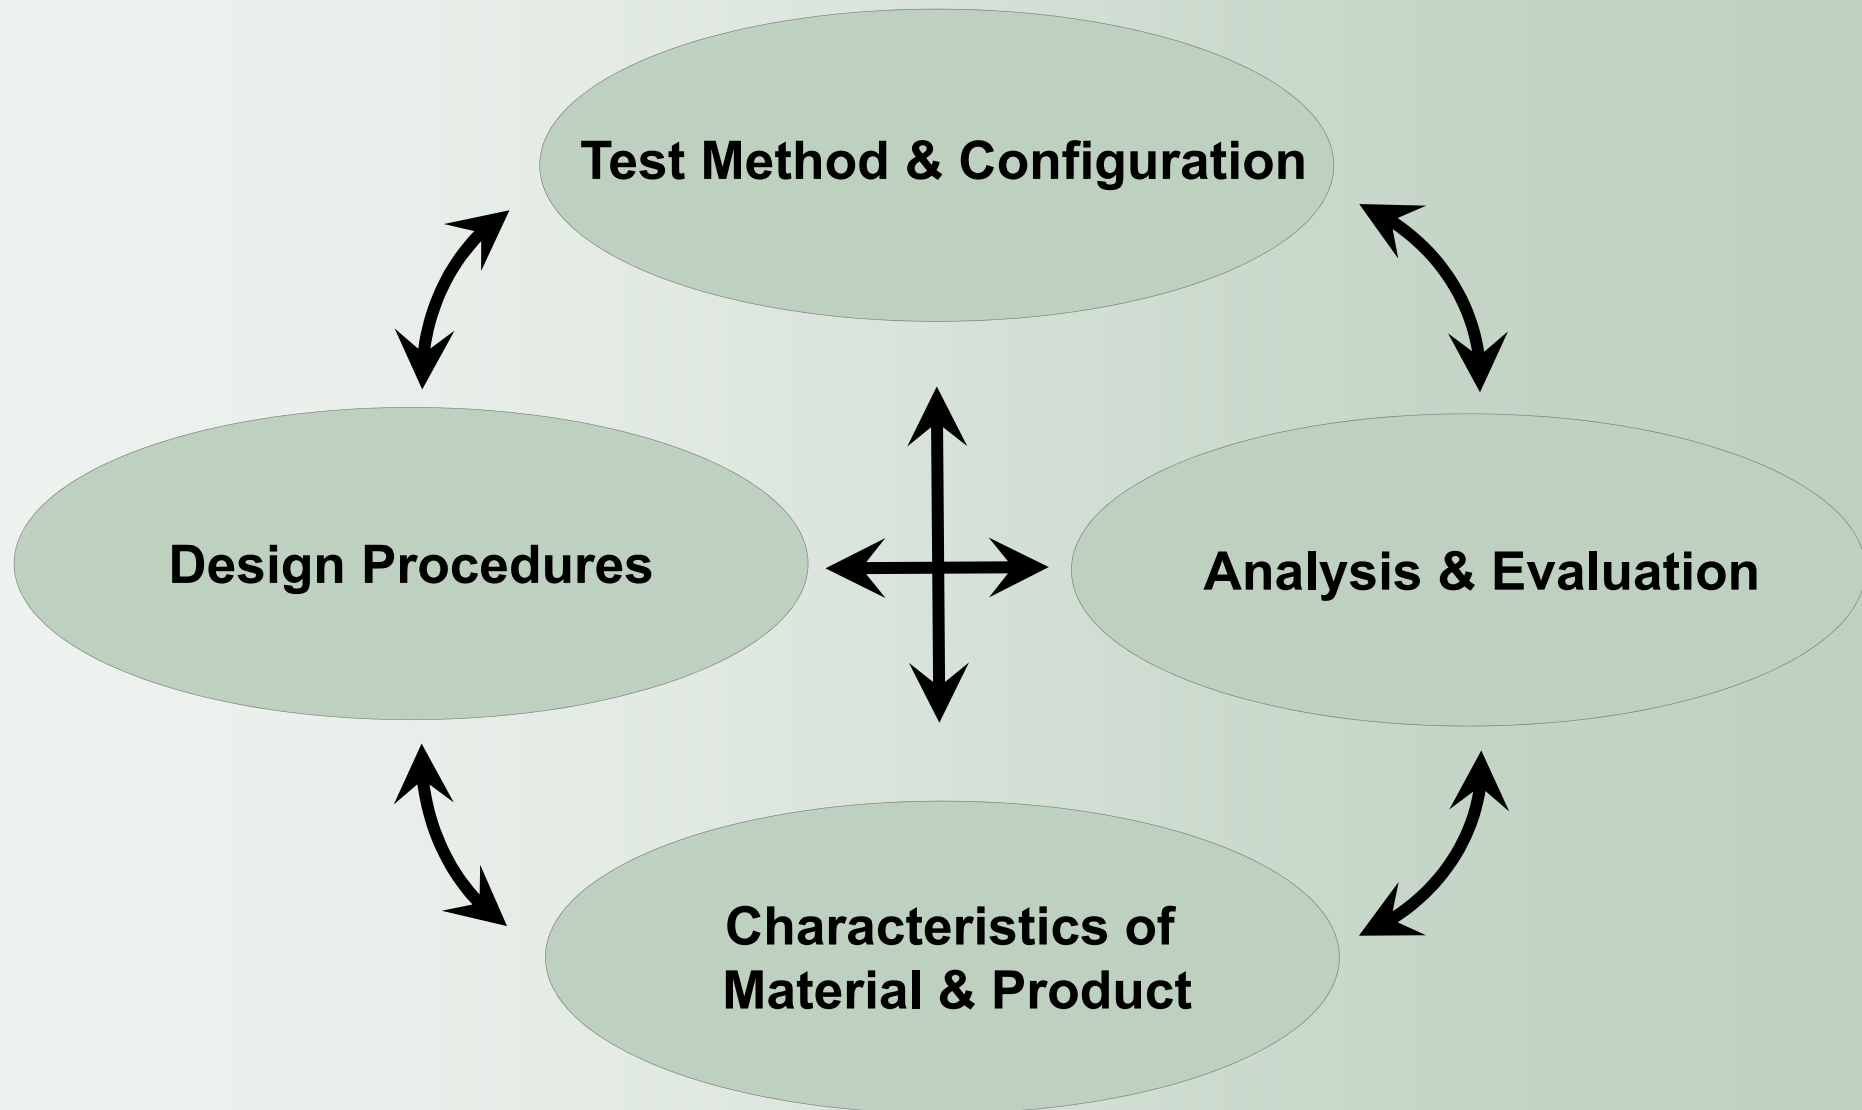 Test Method & Configuration
Design Procedures
Analysis & Evaluation
Characteristics of
Material & Product